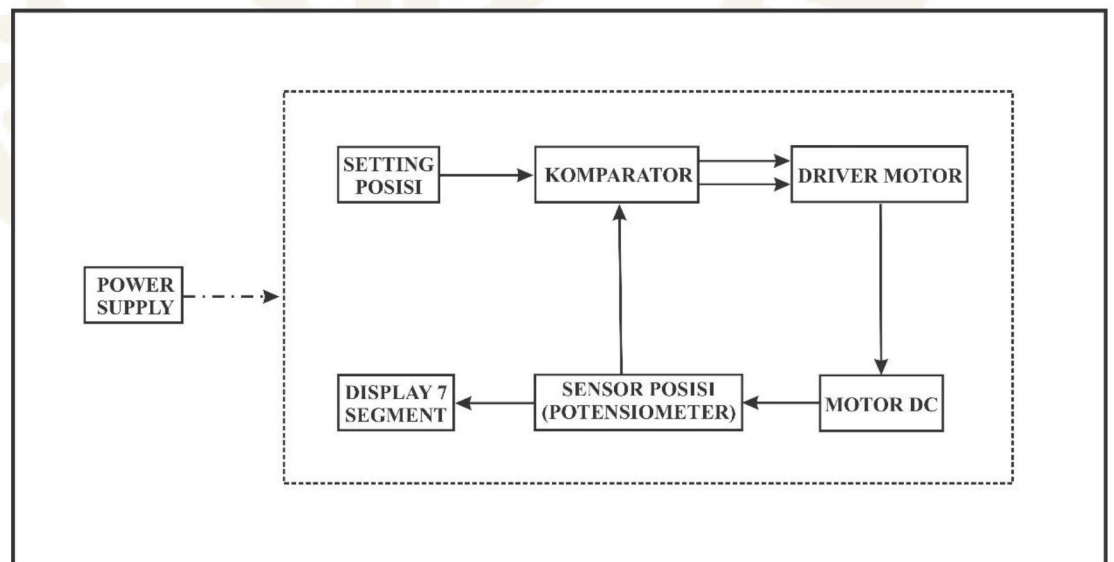 SETTING
POSISI
KOMPARATOR
DRIVER MOTOR
POWER
SUPPLY
DISPLAY 7
SEGMENT
SENSOR POSISI
(POTENSIOMETER)
MOTOR DC